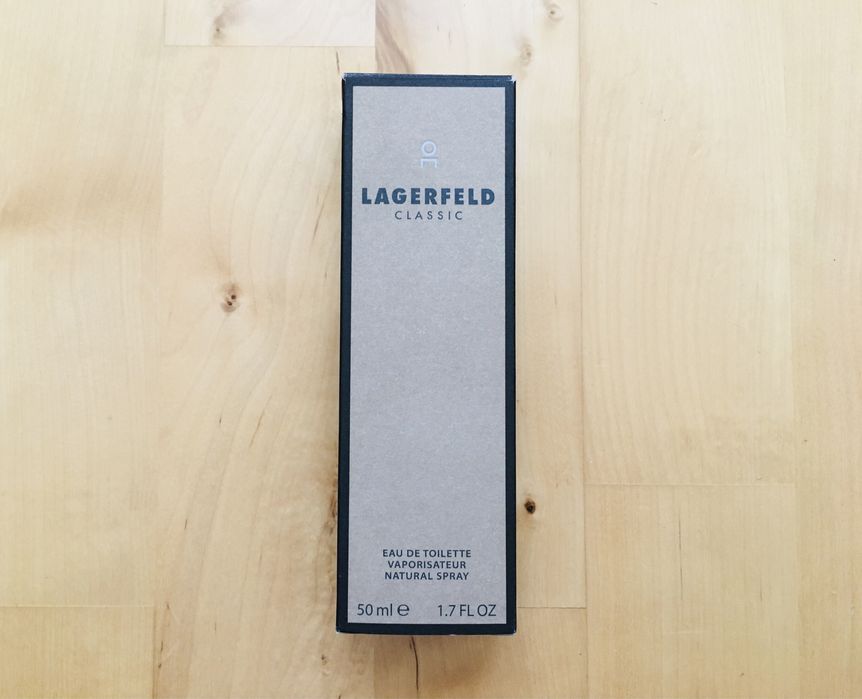 LAGERFELD
CLASSIC
EAU DE TOILETTE
VAPORISATEUR
NATURAL SPRAY
50 ml ℮ 1.7 FL OZ